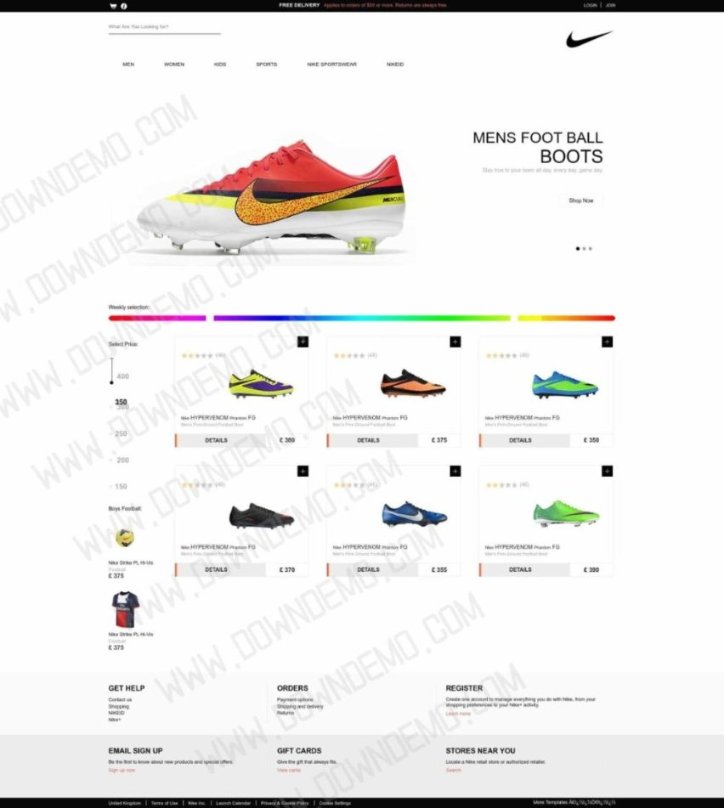 FREE DELIVERY Applies to orders of $99 or more. Returns are always free.
LOGIN | JOIN
What Are You Looking for?
MEN WOMEN KIDS SPORTS NIKE SPORTSWEAR NIKEID
MENS FOOT BALL
BOOTS
Stay true to your team all day, every day, game day.
Shop Now
Weekly selection:
Select Price:
400
350
300
250
200
150
Nike HYPERVENOM Phantom FG
Men's Firm-Ground Football Boot
DETAILS £ 380
Nike HYPERVENOM Phantom FG
Men's Firm-Ground Football Boot
DETAILS £ 375
Nike HYPERVENOM Phantom FG
Men's Firm-Ground Football Boot
DETAILS £ 350
Nike HYPERVENOM Phantom FG
Men's Firm-Ground Football Boot
DETAILS £ 370
Nike HYPERVENOM Phantom FG
Men's Firm-Ground Football Boot
DETAILS £ 355
Nike HYPERVENOM Phantom FG
Men's Firm-Ground Football Boot
DETAILS £ 390
Boys Football:
Nike Strike PL Hi-Vis
Football
£ 375
Nike Strike PL Hi-Vis
Football
£ 375
GET HELP
Contact us
Shopping
NIKEID
Nike+
ORDERS
Payment options
Shipping and delivery
Returns
REGISTER
Create one account to manage everything you do with Nike, from your
shopping preferences to your Nike+ activity.
Learn more
EMAIL SIGN UP
Be the first to know about new products and special offers.
Sign up now
GIFT CARDS
Give the gift that always fits.
View cards
STORES NEAR YOU
Locate a Nike retail store or authorized retailer.
Search
United Kingdom | Terms of Use | Nike Inc. | Launch Calendar | Privacy & Cookie Policy | Cookie Settings
More Templates
WWW.DOWNDEMO.COM